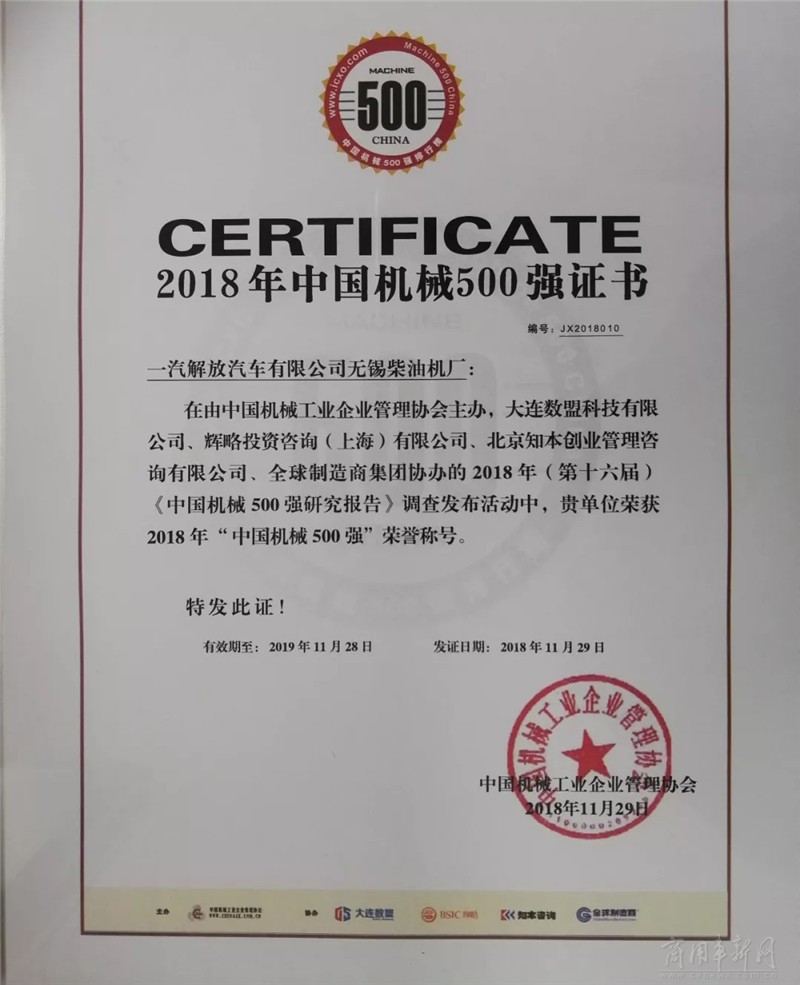 www.icxo.com Machine 500 China
MACHINE
500
CHINA
中国机械500强排行榜
CERTIFICATE
2018年中国机械500强证书
编号：JX2018010
一汽解放汽车有限公司无锡柴油机厂：
在由中国机械工业企业管理协会主办，大连数盟科技有限
公司、辉略投资咨询（上海）有限公司、北京知本创业管理咨
询有限公司、全球制造商集团协办的2018年（第十六届）
《中国机械500强研究报告》调查发布活动中，贵单位荣获
2018年“中国机械500强”荣誉称号。
特发此证！
有效期至：2019年11月28日 发证日期：2018年11月29日
中国机械工业企业管理协会
中国机械工业企业管理协会
2018年11月29日
主办 中国机械工业企业管理协会 协办 大连数盟 BSIC 知本咨询 全球制造商
商用车新网